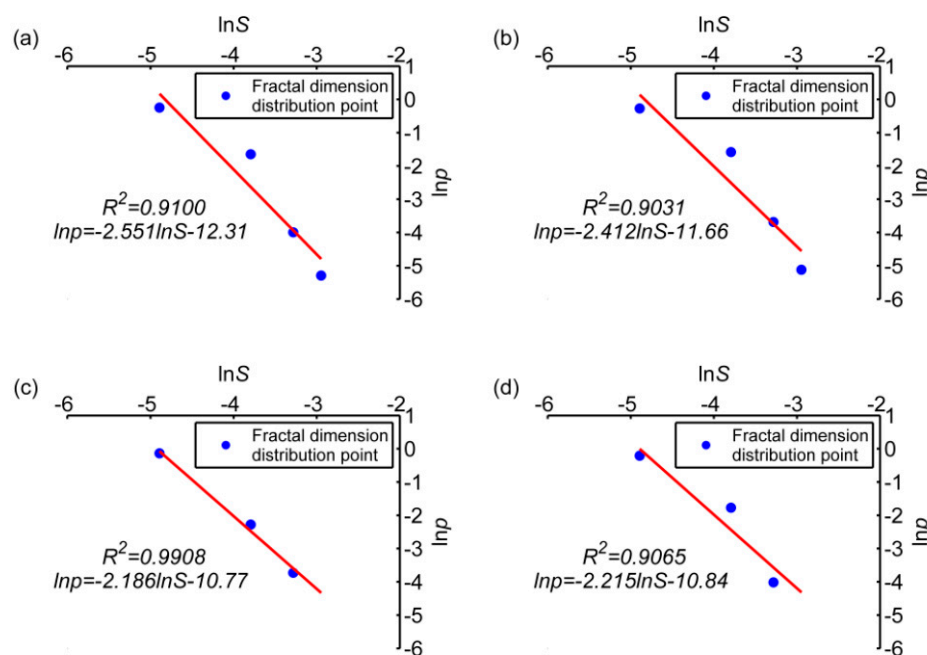 (a)
lnS
-6 -5 -4 -3 -2
1
0
-1
-2
-3
-4
-5
-6
lnp
Fractal dimension
distribution point
R²=0.9100
lnp=-2.551lnS-12.31
(b)
lnS
-6 -5 -4 -3 -2
1
0
-1
-2
-3
-4
-5
-6
lnp
Fractal dimension
distribution point
R²=0.9031
lnp=-2.412lnS-11.66
(c)
lnS
-6 -5 -4 -3 -2
1
0
-1
-2
-3
-4
-5
-6
lnp
Fractal dimension
distribution point
R²=0.9908
lnp=-2.186lnS-10.77
(d)
lnS
-6 -5 -4 -3 -2
1
0
-1
-2
-3
-4
-5
-6
lnp
Fractal dimension
distribution point
R²=0.9065
lnp=-2.215lnS-10.84